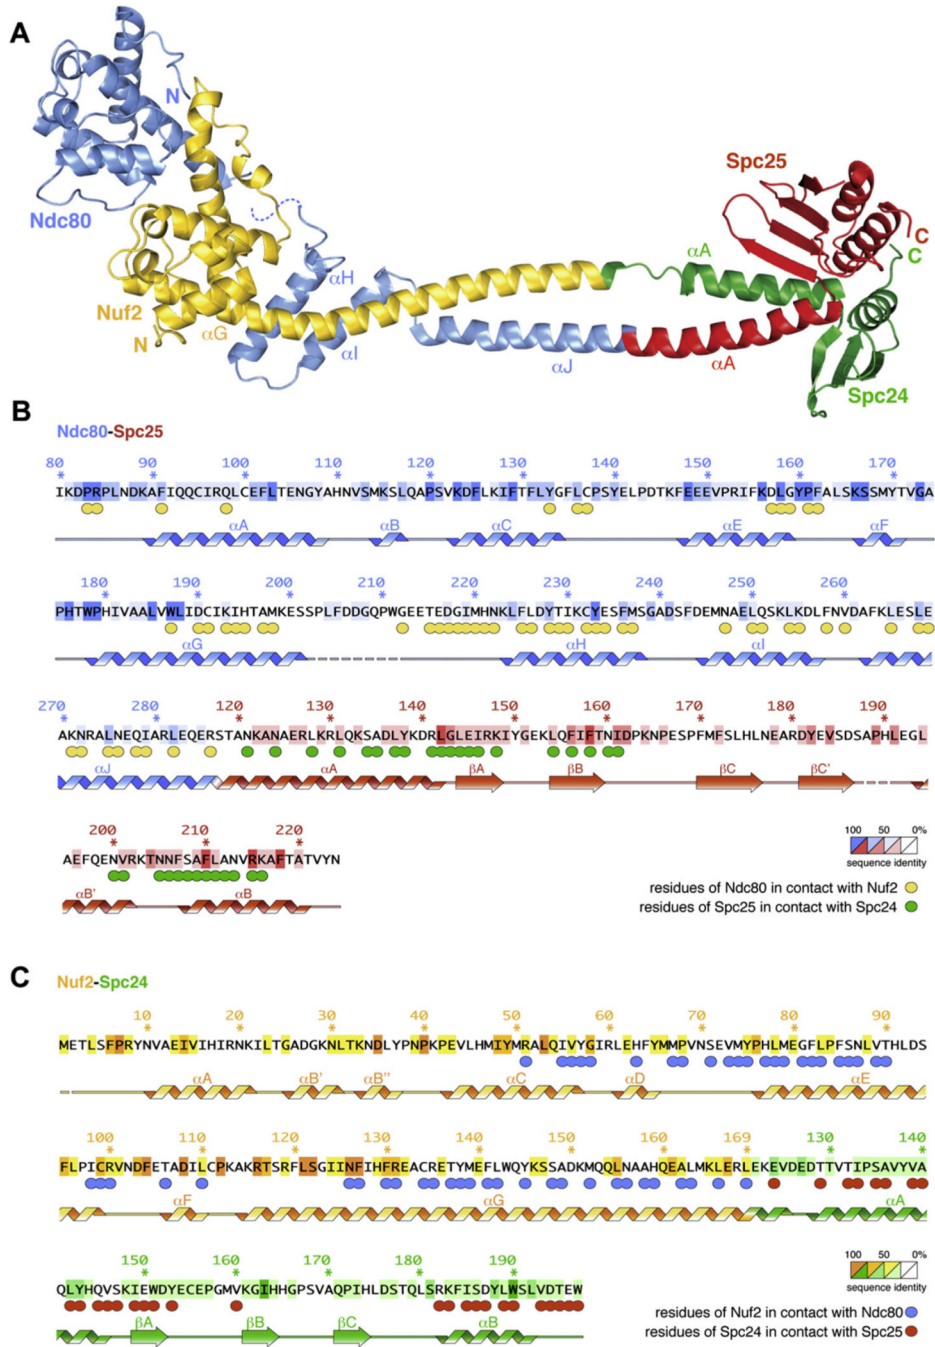 A
N
Ndc80
Nuf2
N
αG
αH
αI
αJ
αA
αA
Spc25
C
C
Spc24
B
Ndc80-Spc25
80 90 100 110 120 130 140 150 160 170
* * * * * * * * * *
IKDPRPLNDKAFIQQCIRQLCEFLTENGYAHNVSMKSLQAPSVKDFLKIFTFLYGFLCPSYELPDTKFEEEVPRIFKDLGYPFALSKSSMYTVGA
αA αB αC αE αF
180 190 200 210 220 230 240 250 260
* * * * * * * * *
PHTWPHIVAALVWLIDCIKIHTAMKESSPLFDDGQPWGEETEDGIMHNKLFLDYTIKCYESFMSGADSFDEMNAELQSKLKDLFNVDAFKLESLE
αG αH αI
270 280 120 130 140 150 160 170 180 190
* * * * * * * * * *
AKNRALNEQIARLEQERSTANKANAERLKRLQKSADLYKDRLGLEIRKIYGEKLQFIFTNIDPKNPESPFMFSLHLNEARDYEVSDSAPHLEGL
αJ αA βA βB βC βC'
200 210 220
* * *
AEFQENVRKTNNFSAFLANVRKAFTATVYN
αB' αB
100 50 0%
sequence identity
residues of Ndc80 in contact with Nuf2
residues of Spc25 in contact with Spc24
C
Nuf2-Spc24
10 20 30 40 50 60 70 80 90
* * * * * * * * *
METLSFPRYNVAEIVIHIRNKILTGADGKNLTKNDLYPNPKPEVLHMIYMRALQIVYGIRLEHFYMMPVNSEVMYPHLMEGFLPFSNLVTHLDS
αA αB' αB'' αC αD αE
100 110 120 130 140 150 160 169 130 140
* * * * * * * * * *
FLPICRVNDFETADILCPKAKRTSRFLSGIINFIHFREACRETYMEFLWQYKSSADKMQQLNAAHQEALMKLERLEKEVDEDTTVTIPSAVYVA
αF αG αA
150 160 170 180 190
* * * * *
QLYHQVSKIEWDYECEPGMVKGIHHGPSVAQPIHLDSTQLSRKFISDYLWSLVDTEW
βA βB βC αB
100 50 0%
sequence identity
residues of Nuf2 in contact with Ndc80
residues of Spc24 in contact with Spc25